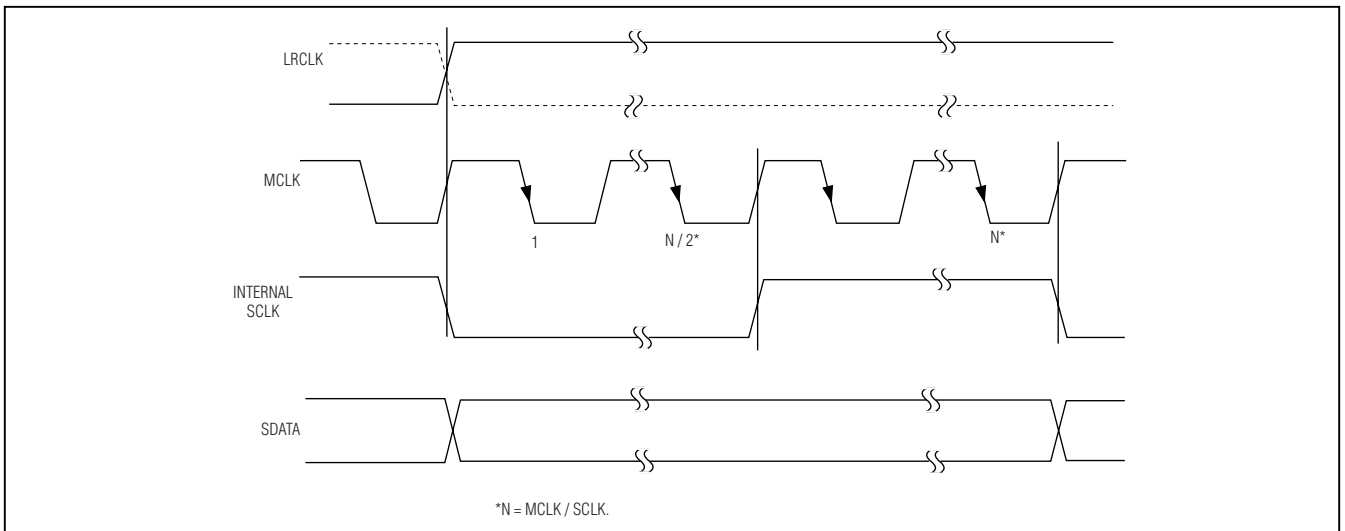 LRCLK
MCLK
1
N / 2*
N*
INTERNAL
SCLK
SDATA
*N = MCLK / SCLK.